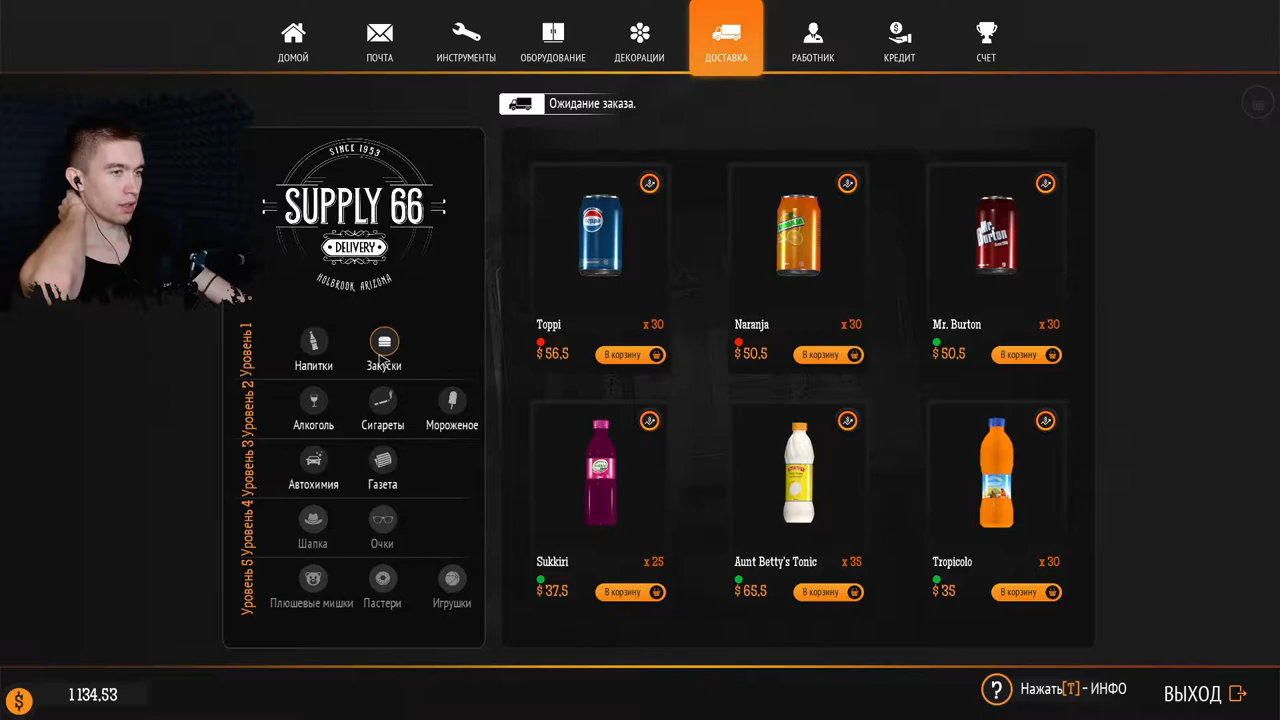 ДОМОЙ
ПОЧТА
ИНСТРУМЕНТЫ
ОБОРУДОВАНИЕ
ДЕКОРАЦИИ
ДОСТАВКА
РАБОТНИК
КРЕДИТ
СЧЕТ
Ожидание заказа.
SINCE 1953
SUPPLY 66
DELIVERY
HOLBROOK, ARIZONA
Уровень 1
Напитки
Закуски
Уровень 2
Алкоголь
Сигареты
Мороженое
Уровень 3
Автохимия
Газета
Уровень 4
Шапка
Очки
Уровень 5
Плюшевые мишки
Пастери
Игрушки
Toppi x 30
$ 56,5 В корзину
Naranja x 30
$ 50,5 В корзину
Mr. Burton x 30
$ 50,5 В корзину
Sukkiri x 25
$ 37,5 В корзину
Aunt Betty's Tonic x 35
$ 65,5 В корзину
Tropicolo x 30
$ 35 В корзину
$ 1 134,53
? Нажать[T] - ИНФО
ВЫХОД